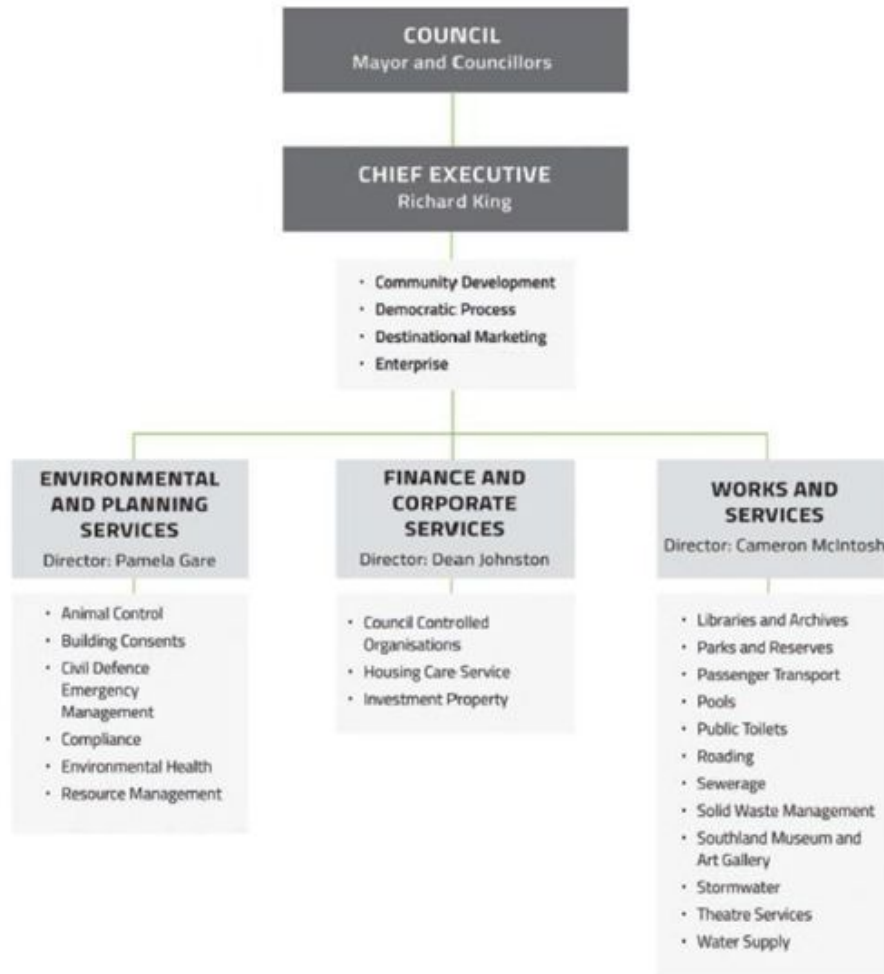 COUNCIL
Mayor and Councillors
CHIEF EXECUTIVE
Richard King
• Community Development
• Democratic Process
• Destinational Marketing
• Enterprise
ENVIRONMENTAL
AND PLANNING
SERVICES
Director: Pamela Gare
• Animal Control
• Building Consents
• Civil Defence
Emergency
Management
• Compliance
• Environmental Health
• Resource Management
FINANCE AND
CORPORATE
SERVICES
Director: Dean Johnston
• Council Controlled
Organisations
• Housing Care Service
• Investment Property
WORKS AND
SERVICES
Director: Cameron McIntosh
• Libraries and Archives
• Parks and Reserves
• Passenger Transport
• Pools
• Public Toilets
• Roading
• Sewerage
• Solid Waste Management
• Southland Museum and
Art Gallery
• Stormwater
• Theatre Services
• Water Supply